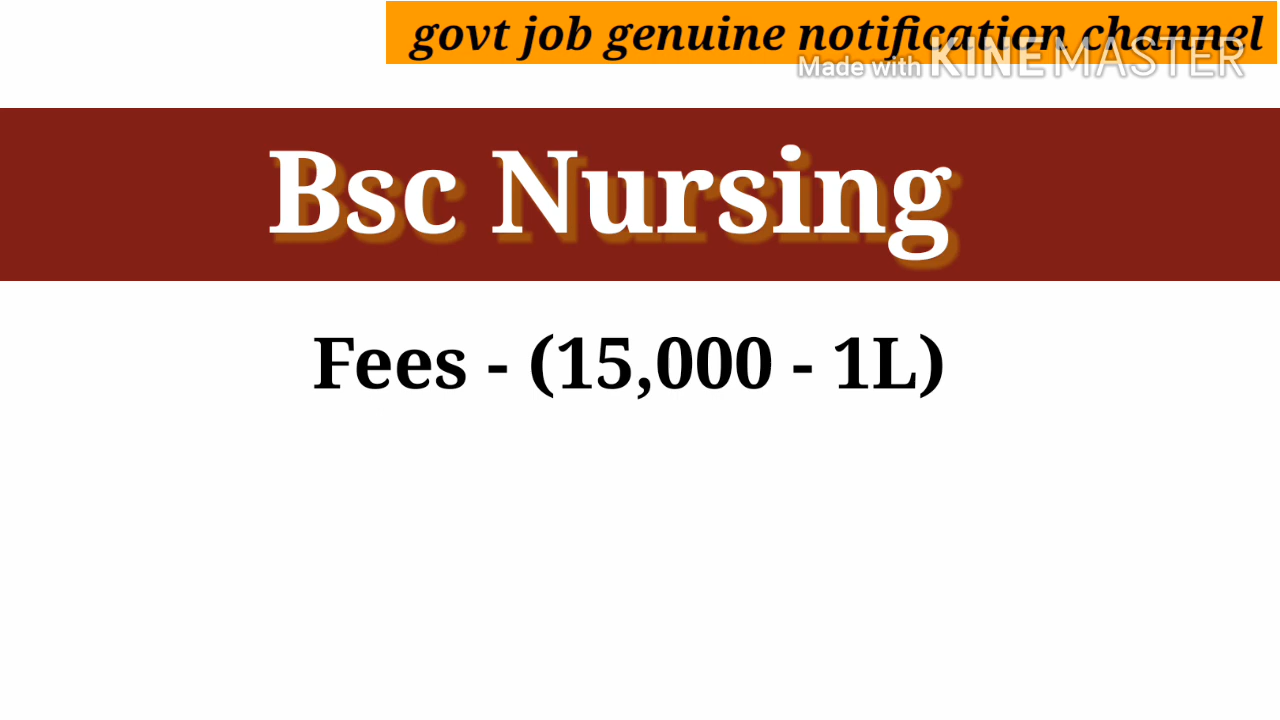 govt job genuine notification channel
Made with KINEMASTER
Bsc Nursing
Fees - (15,000 - 1L)